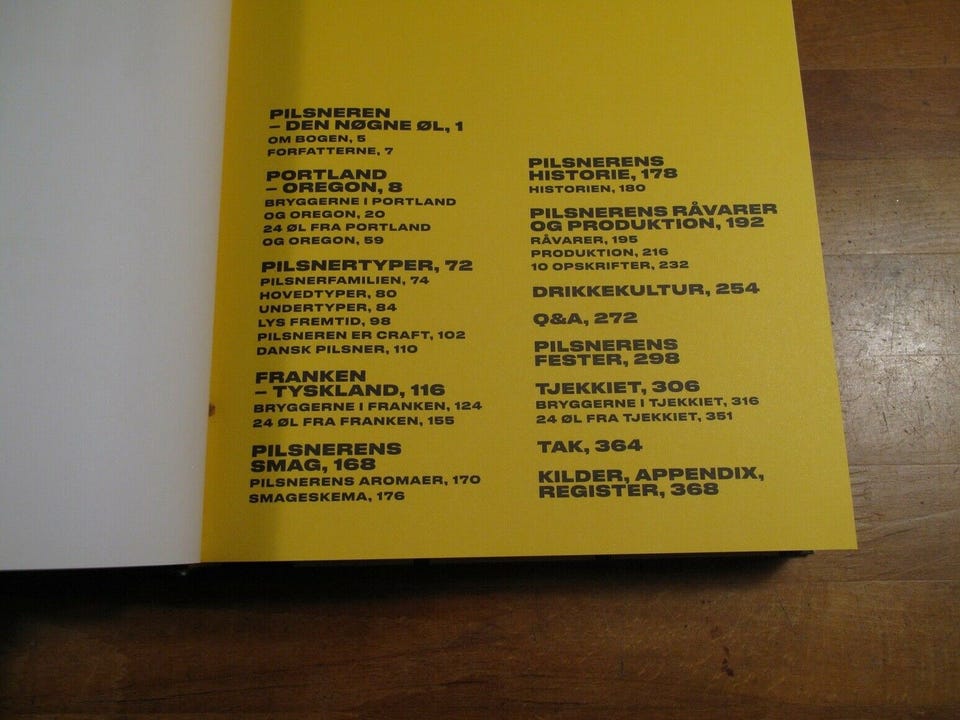 PILSNEREN
– DEN NØGNE ØL, 1
OM BOGEN, 5
FORFATTERNE, 7
PORTLAND
– OREGON, 8
BRYGGERNE I PORTLAND
OG OREGON, 20
24 ØL FRA PORTLAND
OG OREGON, 59
PILSNERTYPER, 72
PILSNERFAMILIEN, 74
HOVEDTYPER, 80
UNDERTYPER, 84
LYS FREMTID, 98
PILSNEREN ER CRAFT, 102
DANSK PILSNER, 110
FRANKEN
– TYSKLAND, 116
BRYGGERNE I FRANKEN, 124
24 ØL FRA FRANKEN, 155
PILSNERENS
SMAG, 168
PILSNERENS AROMAER, 170
SMAGESKEMA, 176
PILSNERENS
HISTORIE, 178
HISTORIEN, 180
PILSNERENS RÅVARER
OG PRODUKTION, 192
RÅVARER, 195
PRODUKTION, 216
10 OPSKRIFTER, 232
DRIKKEKULTUR, 254
Q&A, 272
PILSNERENS
FESTER, 298
TJEKKIET, 306
BRYGGERNE I TJEKKIET, 316
24 ØL FRA TJEKKIET, 351
TAK, 364
KILDER, APPENDIX,
REGISTER, 368